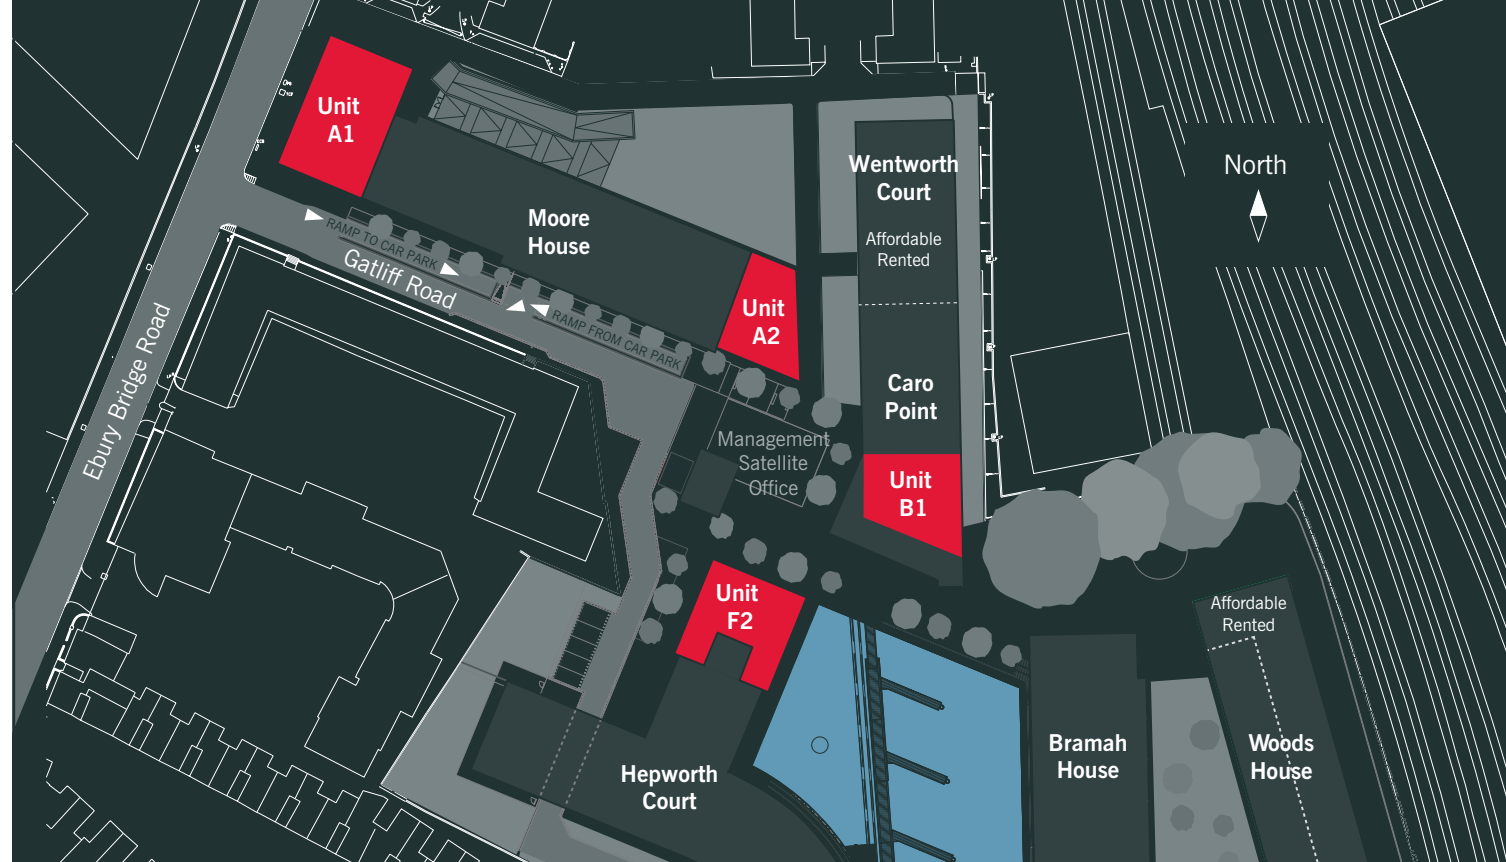 Unit
A1
Moore
House
RAMP TO CAR PARK
Gatliff Road
RAMP FROM CAR PARK
Unit
A2
Wentworth
Court
Affordable
Rented
Caro
Point
Unit
B1
North
Ebury Bridge Road
Management
Satellite
Office
Unit
F2
Hepworth
Court
Bramah
House
Affordable
Rented
Woods
House